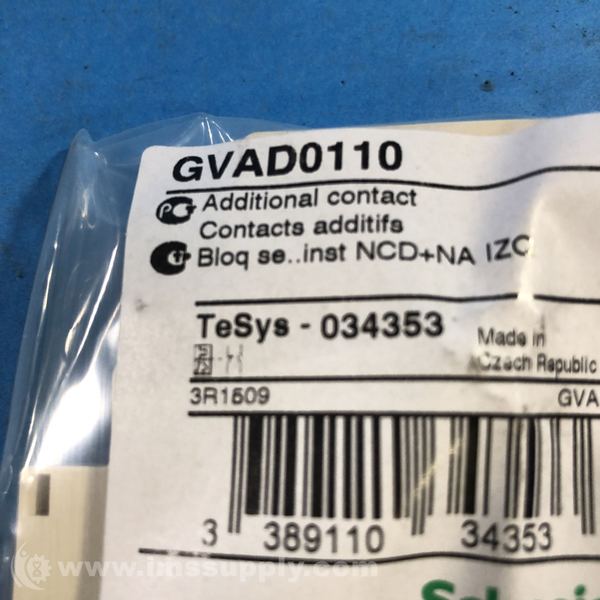 GVAD0110
Additional contact
Contacts additifs
Bloq se..inst NCD+NA IZQ
TeSys - 034353
Made in
Czech Republic
3R1509 GVA
3 389110 34353
www.imssupply.com